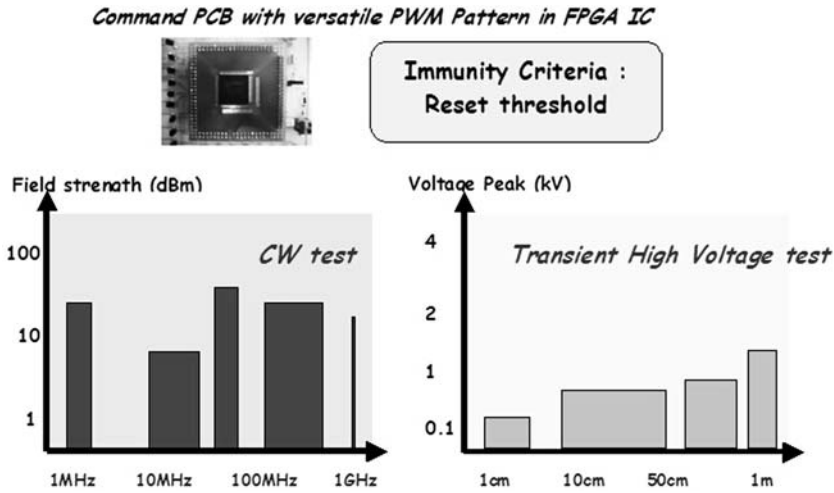 Command PCB with versatile PWM Pattern in FPGA IC
Immunity Criteria :
Reset threshold
Field strenath (dBm)
CW test
100
10
1
1MHz 10MHz 100MHz 1GHz
Voltage Peak (kV)
Transient High Voltage test
4
2
1
0.1
1cm 10cm 50cm 1m